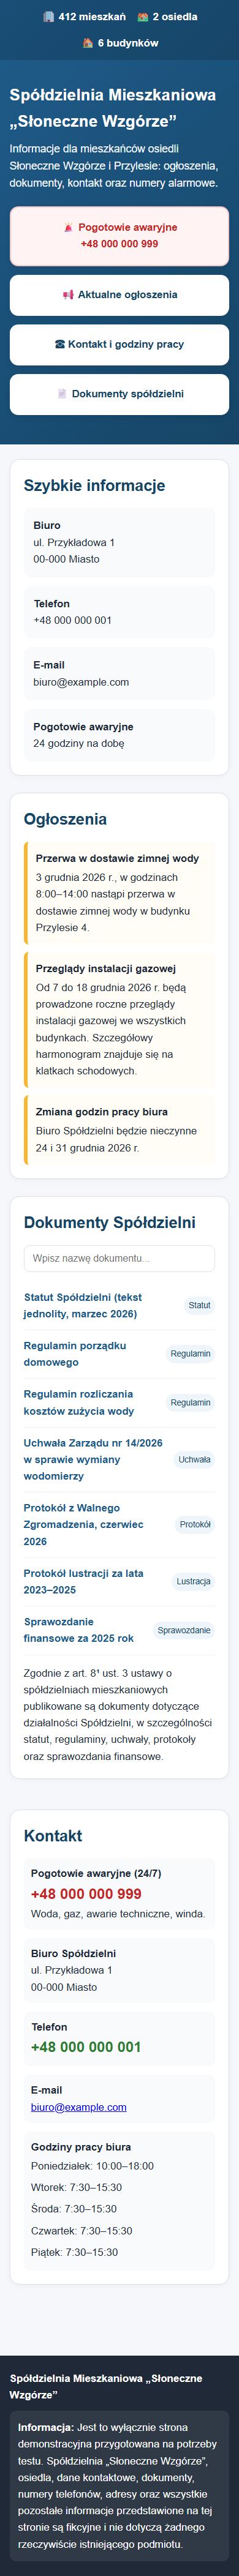 412 mieszkań 2 osiedla
6 budynków
Spółdzielnia Mieszkaniowa
„Słoneczne Wzgórze”
Informacje dla mieszkańców osiedli
Słoneczne Wzgórze i Przylesie: ogłoszenia,
dokumenty, kontakt oraz numery alarmowe.
Pogotowie awaryjne
+48 000 000 999
Aktualne ogłoszenia
Kontakt i godziny pracy
Dokumenty spółdzielni
Szybkie informacje
Biuro
ul. Przykładowa 1
00-000 Miasto
Telefon
+48 000 000 001
E-mail
biuro@example.com
Pogotowie awaryjne
24 godziny na dobę
Ogłoszenia
Przerwa w dostawie zimnej wody
3 grudnia 2026 r., w godzinach
8:00–14:00 nastąpi przerwa w
dostawie zimnej wody w budynku
Przylesie 4.
Przeglądy instalacji gazowej
Od 7 do 18 grudnia 2026 r. będą
prowadzone roczne przeglądy
instalacji gazowej we wszystkich
budynkach. Szczegółowy
harmonogram znajduje się na
klatkach schodowych.
Zmiana godzin pracy biura
Biuro Spółdzielni będzie nieczynne
24 i 31 grudnia 2026 r.
Dokumenty Spółdzielni
Wpisz nazwę dokumentu...
Statut Spółdzielni (tekst
jednolity, marzec 2026)
Statut
Regulamin porządku
domowego
Regulamin
Regulamin rozliczania
kosztów zużycia wody
Regulamin
Uchwała Zarządu nr 14/2026
w sprawie wymiany
wodomierzy
Uchwała
Protokół z Walnego
Zgromadzenia, czerwiec
2026
Protokół
Protokół lustracji za lata
2023–2025
Lustracja
Sprawozdanie
finansowe za 2025 rok
Sprawozdanie
Zgodnie z art. 8¹ ust. 3 ustawy o
spółdzielniach mieszkaniowych
publikowane są dokumenty dotyczące
działalności Spółdzielni, w szczególności
statut, regulaminy, uchwały, protokoły
oraz sprawozdania finansowe.
Kontakt
Pogotowie awaryjne (24/7)
+48 000 000 999
Woda, gaz, awarie techniczne, winda.
Biuro Spółdzielni
ul. Przykładowa 1
00-000 Miasto
Telefon
+48 000 000 001
E-mail
biuro@example.com
Godziny pracy biura
Poniedziałek: 10:00–18:00
Wtorek: 7:30–15:30
Środa: 7:30–15:30
Czwartek: 7:30–15:30
Piątek: 7:30–15:30
Spółdzielnia Mieszkaniowa „Słoneczne
Wzgórze”
Informacja: Jest to wyłącznie strona
demonstracyjna przygotowana na potrzeby
testu. Spółdzielnia „Słoneczne Wzgórze”,
osiedla, dane kontaktowe, dokumenty,
numery telefonów, adresy oraz wszystkie
pozostałe informacje przedstawione na tej
stronie są fikcyjne i nie dotyczą żadnego
rzeczywiście istniejącego podmiotu.